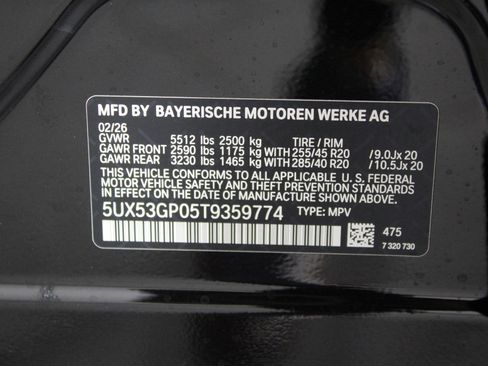 MFD BY BAYERISCHE MOTOREN WERKE AG
02/26
GVWR 5512 lbs 2500 kg TIRE / RIM
GAWR FRONT 2590 lbs 1175 kg WITH 255/45 R20 /9.0Jx 20
GAWR REAR 3230 lbs 1465 kg WITH 285/40 R20 /10.5Jx 20
THIS VEHICLE CONFORMS TO ALL APPLICABLE U. S. FEDERAL
MOTOR VEHICLE SAFETY, BUMPER AND THEFT PREVENTION
STANDARDS IN EFFECT ON THE DATE OF MANUFACTURE SHOWN ABOVE.
5UX53GP05T9359774 TYPE: MPV
475
7 320 730